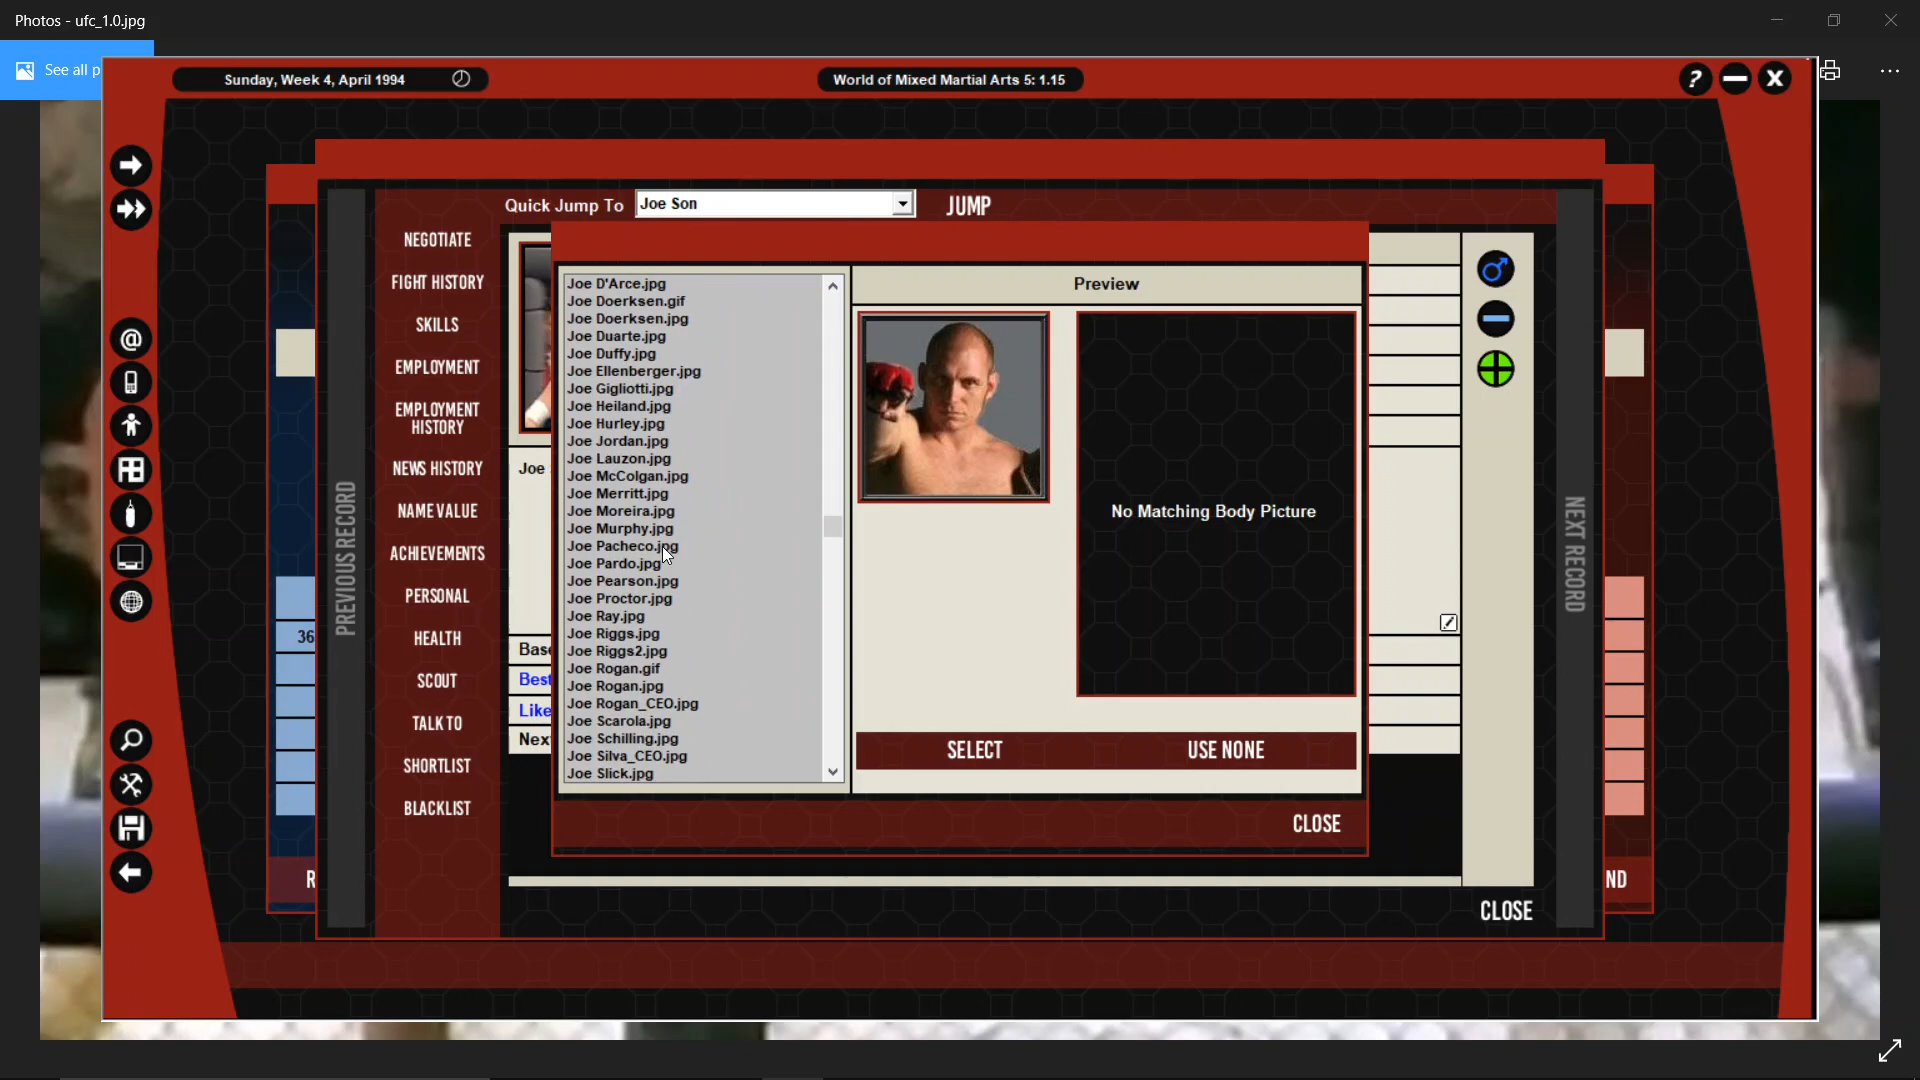 Photos - ufc_1.0.jpg
See all p
Sunday, Week 4, April 1994
World of Mixed Martial Arts 5: 1.15
?
X
Quick Jump To
Joe Son
JUMP
PREVIOUS RECORD
NEGOTIATE
FIGHT HISTORY
SKILLS
EMPLOYMENT
EMPLOYMENT
HISTORY
NEWS HISTORY
NAME VALUE
ACHIEVEMENTS
PERSONAL
HEALTH
SCOUT
TALK TO
SHORTLIST
BLACKLIST
@
36
R
Joe
Base
Best
Like
Nex
Joe D'Arce.jpg
Joe Doerksen.gif
Joe Doerksen.jpg
Joe Duarte.jpg
Joe Duffy.jpg
Joe Ellenberger.jpg
Joe Gigliotti.jpg
Joe Heiland.jpg
Joe Hurley.jpg
Joe Jordan.jpg
Joe Lauzon.jpg
Joe McColgan.jpg
Joe Merritt.jpg
Joe Moreira.jpg
Joe Murphy.jpg
Joe Pacheco.jpg
Joe Pardo.jpg
Joe Pearson.jpg
Joe Proctor.jpg
Joe Ray.jpg
Joe Riggs.jpg
Joe Riggs2.jpg
Joe Rogan.gif
Joe Rogan.jpg
Joe Rogan_CEO.jpg
Joe Scarola.jpg
Joe Schilling.jpg
Joe Silva_CEO.jpg
Joe Slick.jpg
Preview
No Matching Body Picture
SELECT
USE NONE
CLOSE
NEXT RECORD
ND
CLOSE